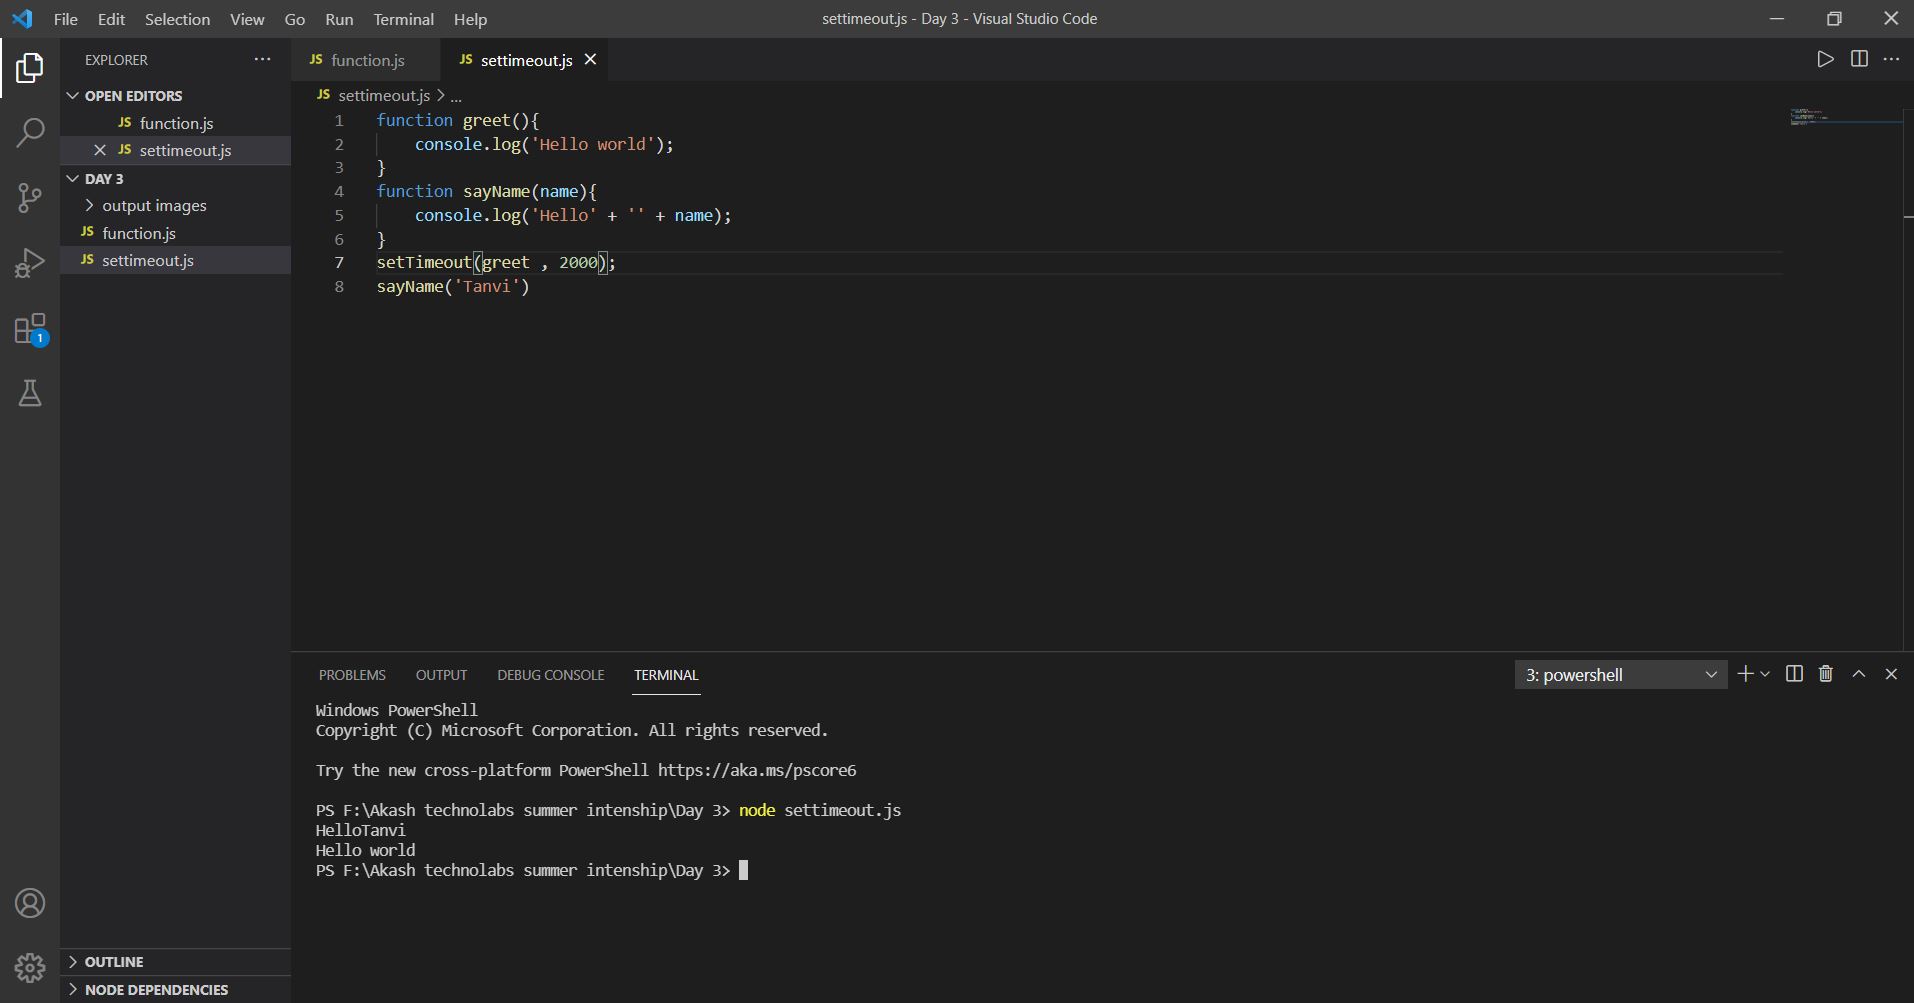 File Edit Selection View Go Run Terminal Help
settimeout.js - Day 3 - Visual Studio Code
EXPLORER
OPEN EDITORS
JS function.js
JS settimeout.js
DAY 3
output images
JS function.js
JS settimeout.js
1
OUTLINE
NODE DEPENDENCIES
JS function.js JS settimeout.js
JS settimeout.js > ...
1 function greet(){
2 console.log('Hello world');
3 }
4 function sayName(name){
5 console.log('Hello' + '' + name);
6 }
7 setTimeout(greet , 2000);
8 sayName('Tanvi')
PROBLEMS OUTPUT DEBUG CONSOLE TERMINAL 3: powershell
Windows PowerShell
Copyright (C) Microsoft Corporation. All rights reserved.
Try the new cross-platform PowerShell https://aka.ms/pscore6
PS F:\Akash technolabs summer intenship\Day 3> node settimeout.js
HelloTanvi
Hello world
PS F:\Akash technolabs summer intenship\Day 3>